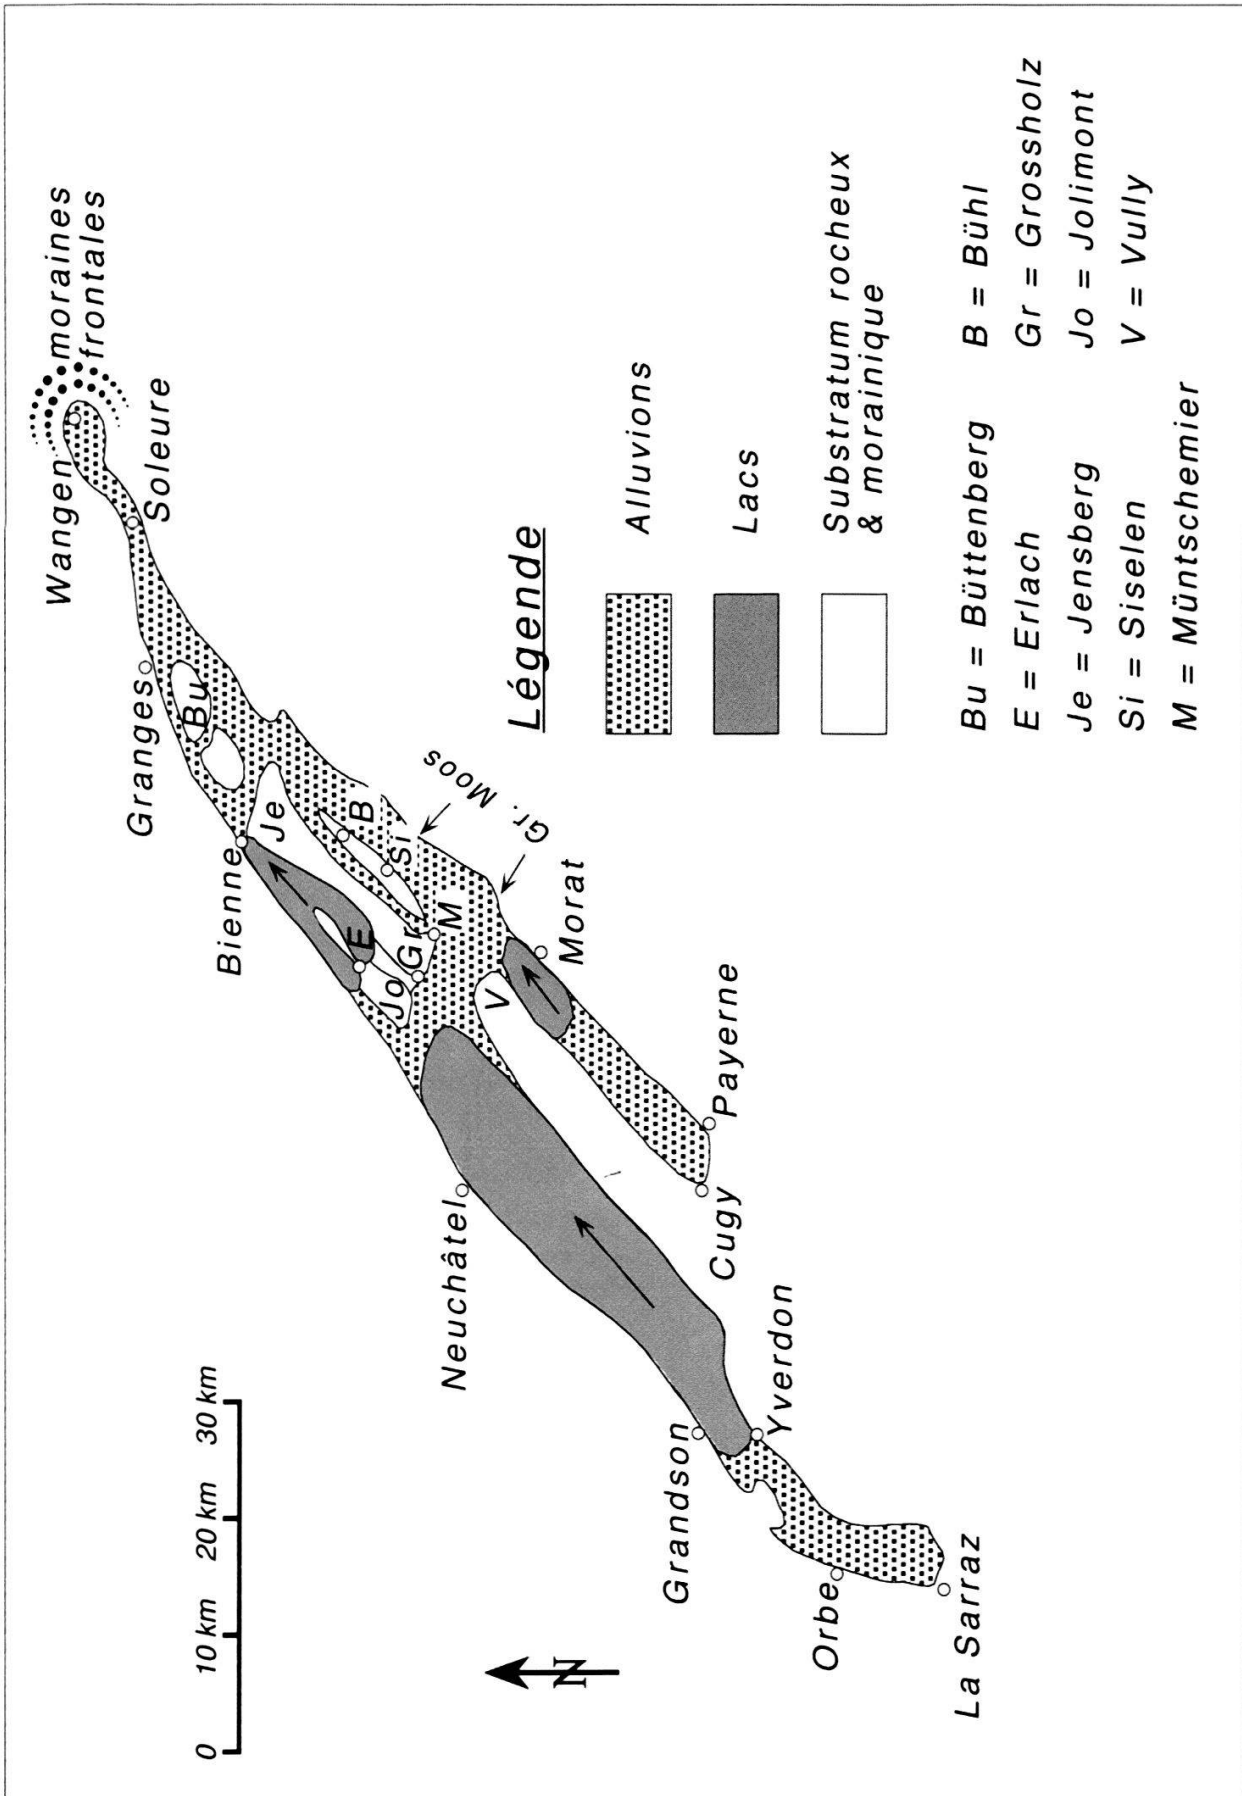 moraines
frontales
Wangen
Soleure
Granges
Bu
Bienne
Je
B
Si
Gr. Moos
E
Gr
M
Jo
V
Morat
Neuchâtel
Payerne
Cugy
Grandson
Yverdon
Orbe
La Sarraz
0 10 km 20 km 30 km
N
Légende
Alluvions
Lacs
Substratum rocheux
& morainique
Bu = Büttenberg B = Bühl
E = Erlach Gr = Grossholz
Je = Jensberg Jo = Jolimont
Si = Siselen V = Vully
M = Müntschemier